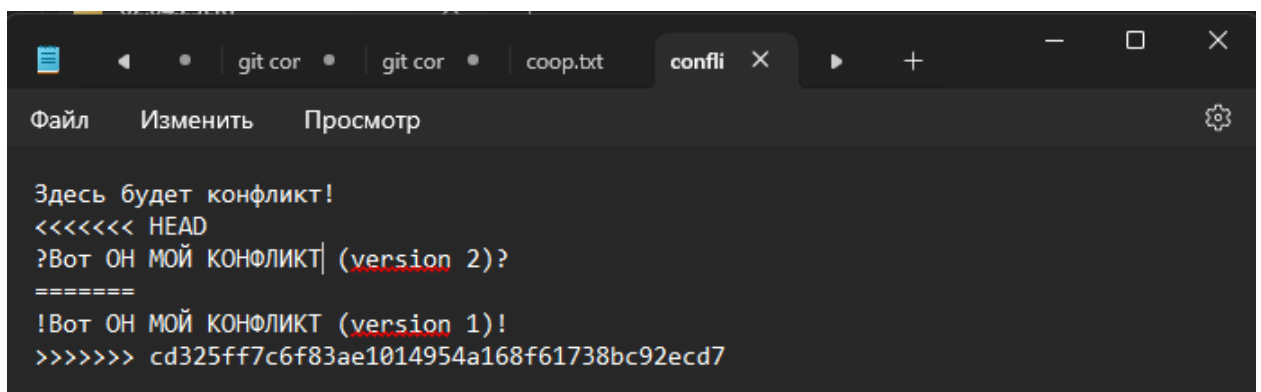 git cor
git cor
coop.txt
confli
Файл Изменить Просмотр
Здесь будет конфликт!
<<<<<<< HEAD
?Вот ОН МОЙ КОНФЛИКТ (version 2)?
=======
!Вот ОН МОЙ КОНФЛИКТ (version 1)!
>>>>>>> cd325ff7c6f83ae1014954a168f61738bc92ecd7